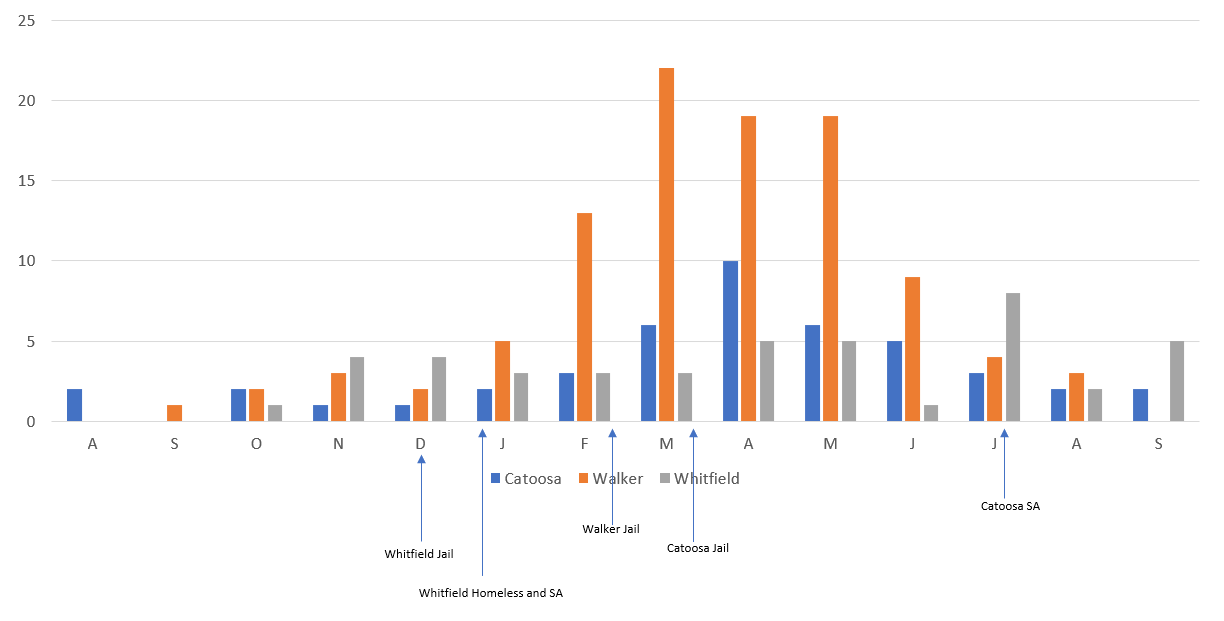 25
20
15
10
5
0
A S O N D J F M A M J J A S
Catoosa Walker Whitfield
Catoosa SA
Walker Jail
Catoosa Jail
Whitfield Jail
Whitfield Homeless and SA